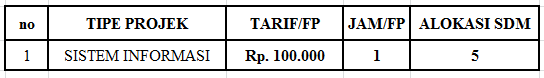 no TIPE PROJEK TARIF/FP JAM/FP ALOKASI SDM
1 SISTEM INFORMASI Rp. 100.000 1 5